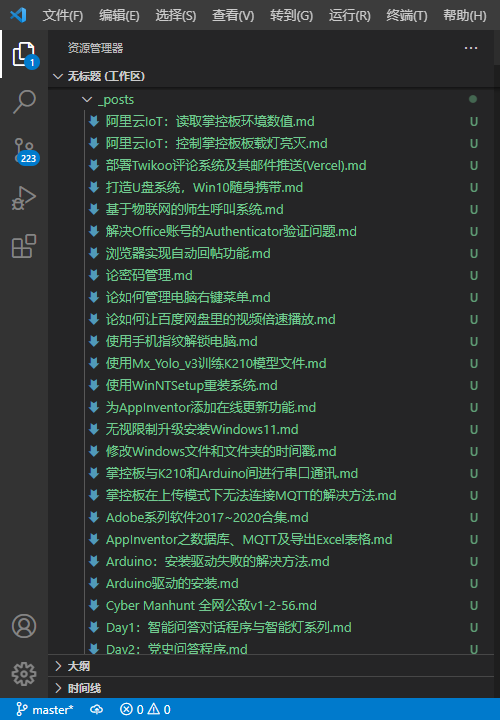 文件(F) 编辑(E) 选择(S) 查看(V) 转到(G) 运行(R) 终端(T) 帮助(H)
资源管理器 ···
1
无标题 (工作区)
_posts
阿里云IoT：读取掌控板环境数值.md U
阿里云IoT：控制掌控板板载灯亮灭.md U
223
部署Twikoo评论系统及其邮件推送(Vercel).md U
打造U盘系统，Win10随身携带.md U
基于物联网的师生呼叫系统.md U
解决Office账号的Authenticator验证问题.md U
浏览器实现自动回帖功能.md U
论密码管理.md U
论如何管理电脑右键菜单.md U
论如何让百度网盘里的视频倍速播放.md U
使用手机指纹解锁电脑.md U
使用Mx_Yolo_v3训练K210模型文件.md U
使用WinNTSetup重装系统.md U
为AppInventor添加在线更新功能.md U
无视限制升级安装Windows11.md U
修改Windows文件和文件夹的时间戳.md U
掌控板与K210和Arduino间进行串口通讯.md U
掌控板在上传模式下无法连接MQTT的解决方法.md U
Adobe系列软件2017~2020合集.md U
AppInventor之数据库、MQTT及导出Excel表格.md U
Arduino：安装驱动失败的解决方法.md U
Arduino驱动的安装.md U
Cyber Manhunt 全网公敌v1-2-56.md U
Day1：智能问答对话程序与智能灯系列.md U
Day2：党史问答程序.md U
大纲
时间线
master* 0 0